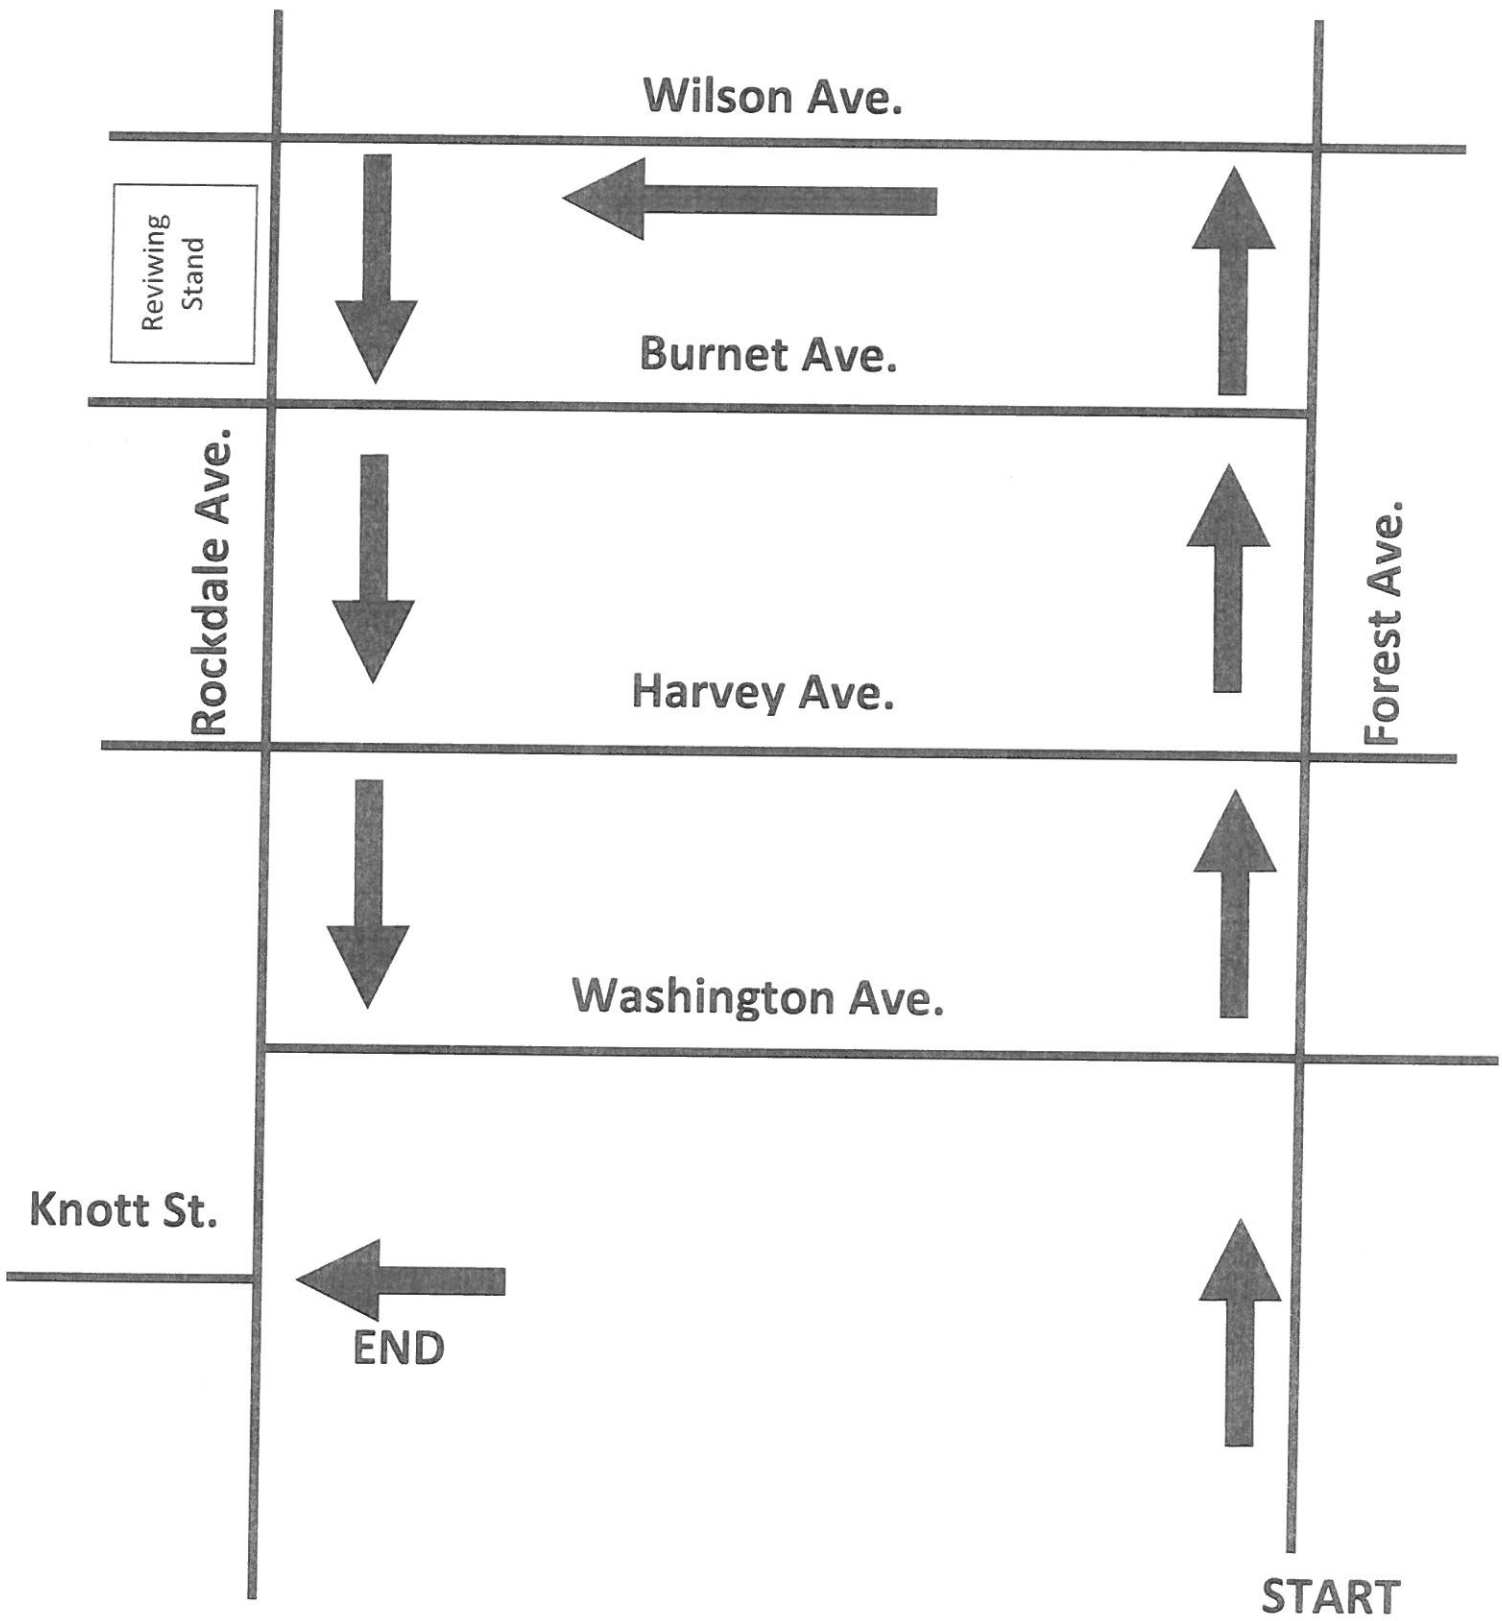 Wilson Ave.
Reviwing
Stand
Burnet Ave.
Rockdale Ave.
Forest Ave.
Harvey Ave.
Washington Ave.
Knott St.
END
START